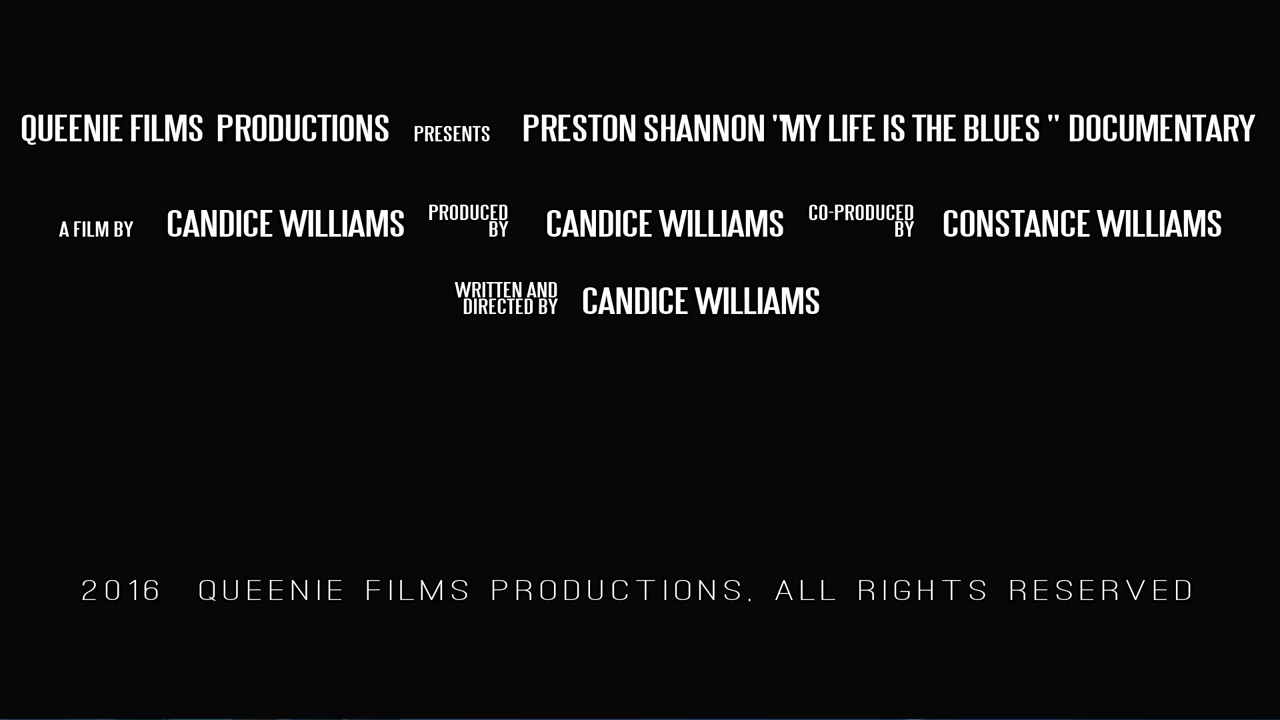 QUEENIE FILMS PRODUCTIONS PRESENTS PRESTON SHANNON "MY LIFE IS THE BLUES " DOCUMENTARY
A FILM BY CANDICE WILLIAMS PRODUCED BY CANDICE WILLIAMS CO-PRODUCED BY CONSTANCE WILLIAMS
WRITTEN AND DIRECTED BY CANDICE WILLIAMS
2016 QUEENIE FILMS PRODUCTIONS, ALL RIGHTS RESERVED